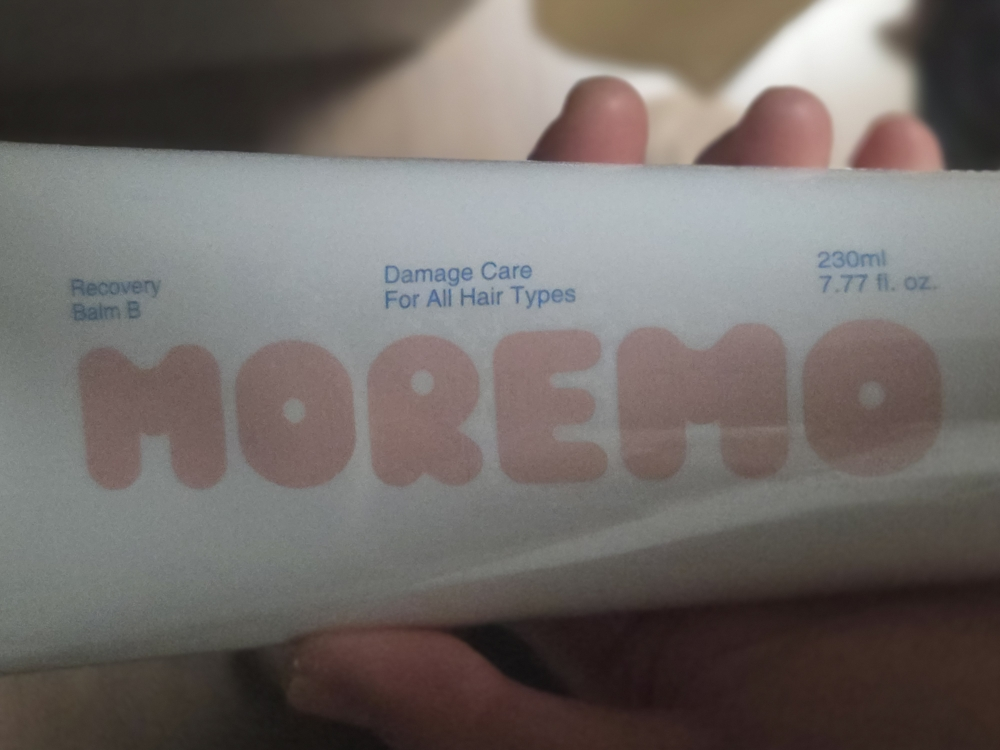 Recovery
Balm B
Damage Care
For All Hair Types
230ml
7.77 fl. oz.
MOREMO